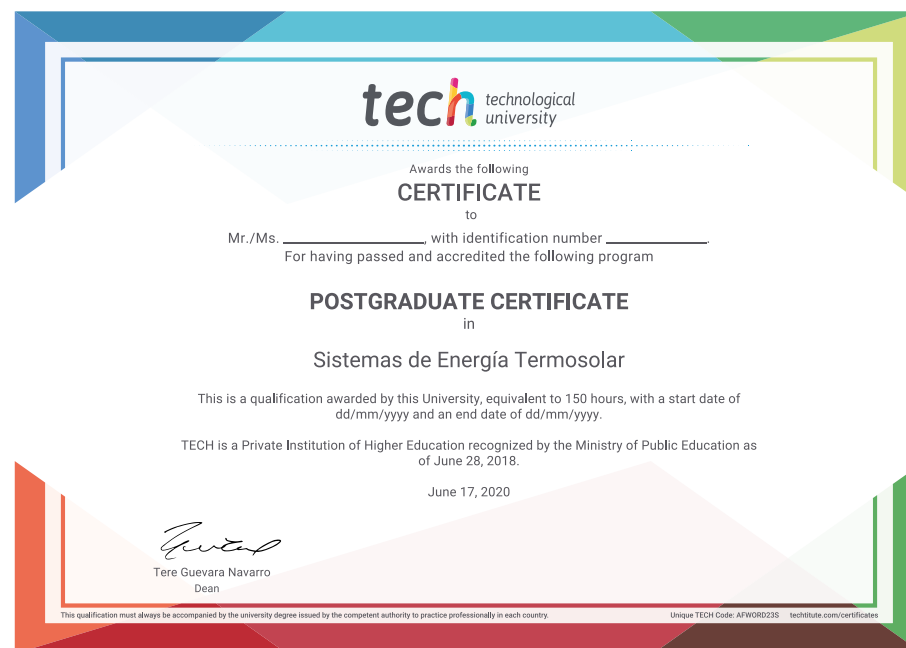 tech technological
university
Awards the following
CERTIFICATE
to
Mr./Ms. ____________, with identification number ____________.
For having passed and accredited the following program
POSTGRADUATE CERTIFICATE
in
Sistemas de Energía Termosolar
This is a qualification awarded by this University, equivalent to 150 hours, with a start date of
dd/mm/yyyy and an end date of dd/mm/yyyy.
TECH is a Private Institution of Higher Education recognized by the Ministry of Public Education as
of June 28, 2018.
June 17, 2020
Tere Guevara Navarro
Dean
This qualification must always be accompanied by the university degree issued by the competent authority to practice professionally in each country.
Unique TECH Code: AFWORD23S techtitute.com/certificates